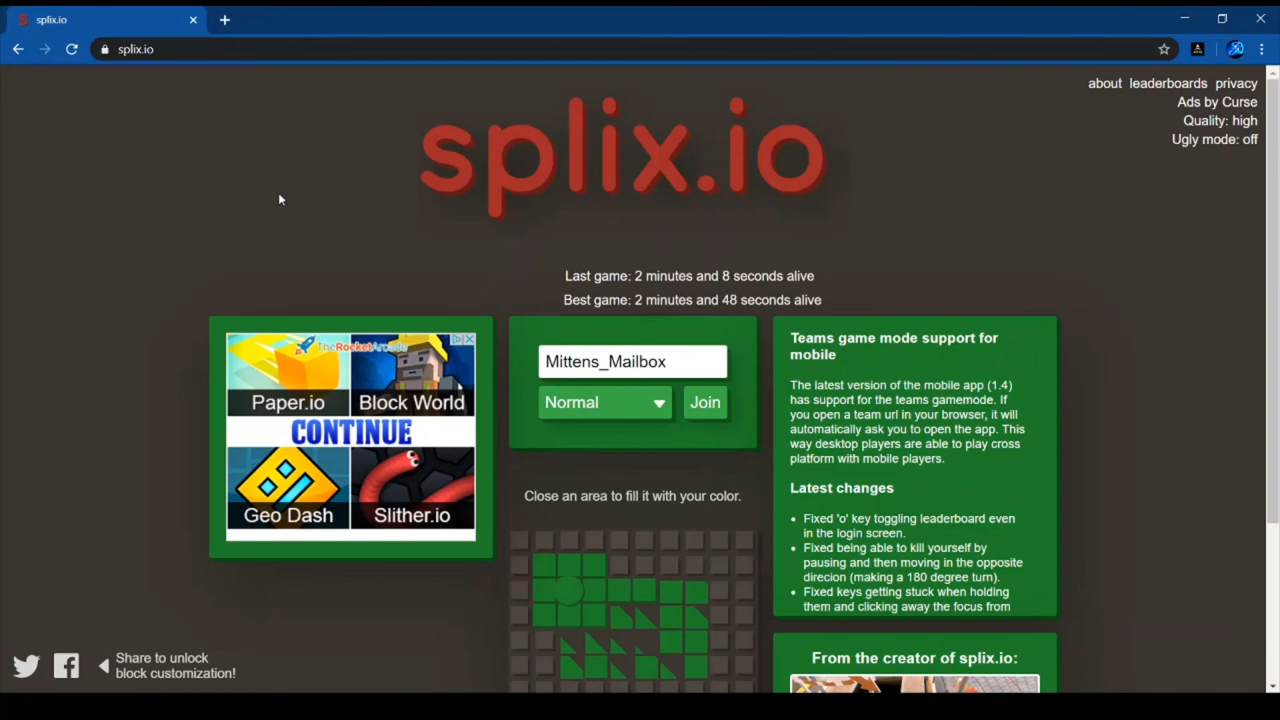 splix.io
splix.io
about leaderboards privacy
Ads by Curse
Quality: high
Ugly mode: off
splix.io
Last game: 2 minutes and 8 seconds alive
Best game: 2 minutes and 48 seconds alive
TheRocketArcade
Paper.io
Block World
CONTINUE
Geo Dash
Slither.io
Mittens_Mailbox
Normal
Join
Close an area to fill it with your color.
Teams game mode support for
mobile
The latest version of the mobile app (1.4)
has support for the teams gamemode. If
you open a team url in your browser, it will
automatically ask you to open the app. This
way desktop players are able to play cross
platform with mobile players.
Latest changes
• Fixed 'o' key toggling leaderboard even
in the login screen.
• Fixed being able to kill yourself by
pausing and then moving in the opposite
direcion (making a 180 degree turn).
• Fixed keys getting stuck when holding
them and clicking away the focus from
From the creator of splix.io:
Share to unlock
block customization!